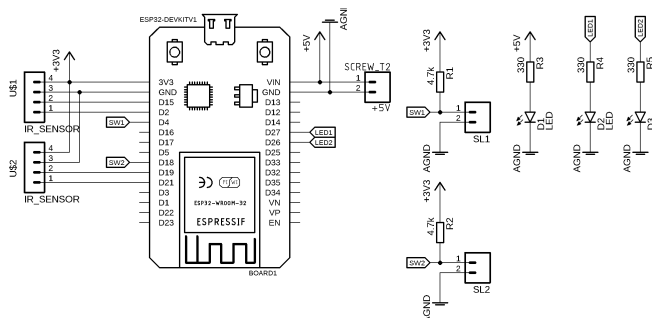 ESP32-DEVKITV1
+3V3
U$1
4
3
2
1
IR_SENSOR
U$2
4
3
2
1
IR_SENSOR
SW1
SW2
3V3
GND
D15
D2
D4
D16
D17
D5
D18
D19
D21
D3
D1
D22
D23
VIN
GND
D13
D12
D14
D27
D26
D25
D33
D32
D35
D34
VN
VP
EN
ESP32-WROOM-32
ESPRESSIF
BOARD1
LED1
LED2
+5V
AGND
SCREW_T2
1
2
+5V
+3V3
4.7k
R1
SW1
1
2
SL1
AGND
+3V3
4.7k
R2
SW2
1
2
SL2
AGND
+5V
330
R3
D1
LED
AGND
LED1
330
R4
D2
LED
AGND
LED2
330
R5
D3
AGND